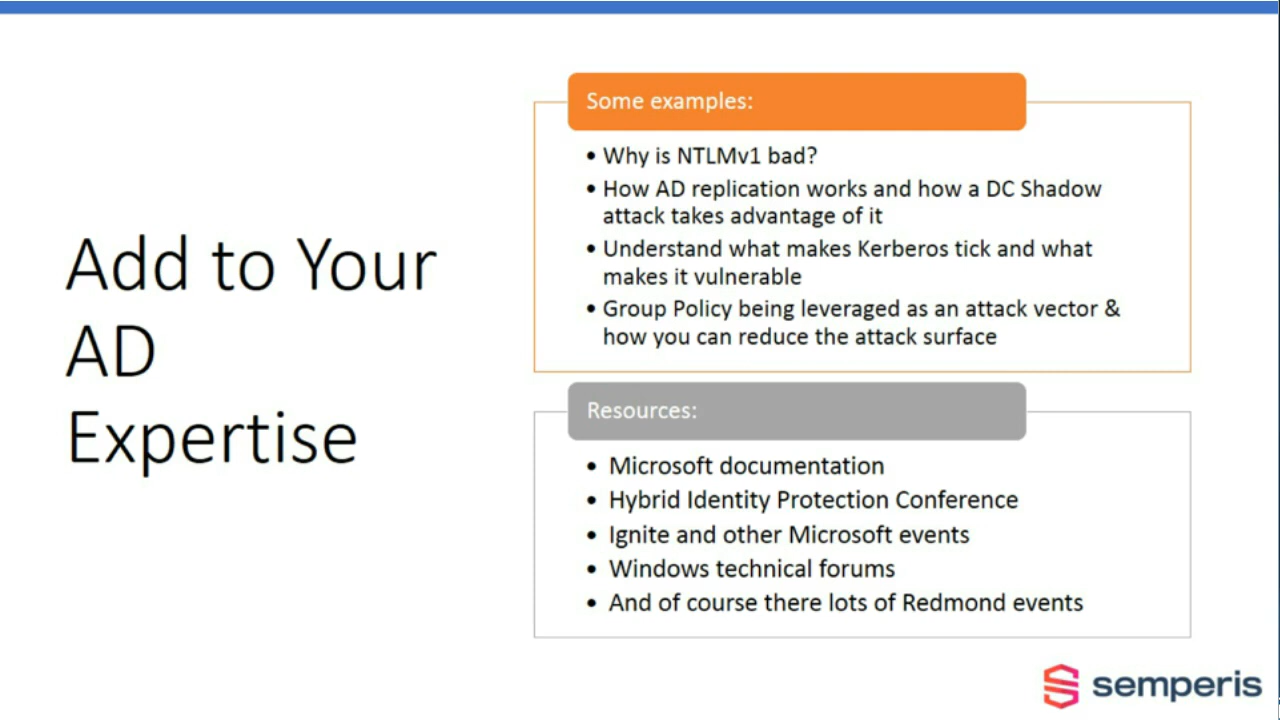 Add to Your
AD
Expertise
Some examples:
• Why is NTLMv1 bad?
• How AD replication works and how a DC Shadow
attack takes advantage of it
• Understand what makes Kerberos tick and what
makes it vulnerable
• Group Policy being leveraged as an attack vector &
how you can reduce the attack surface
Resources:
• Microsoft documentation
• Hybrid Identity Protection Conference
• Ignite and other Microsoft events
• Windows technical forums
• And of course there lots of Redmond events
semperis